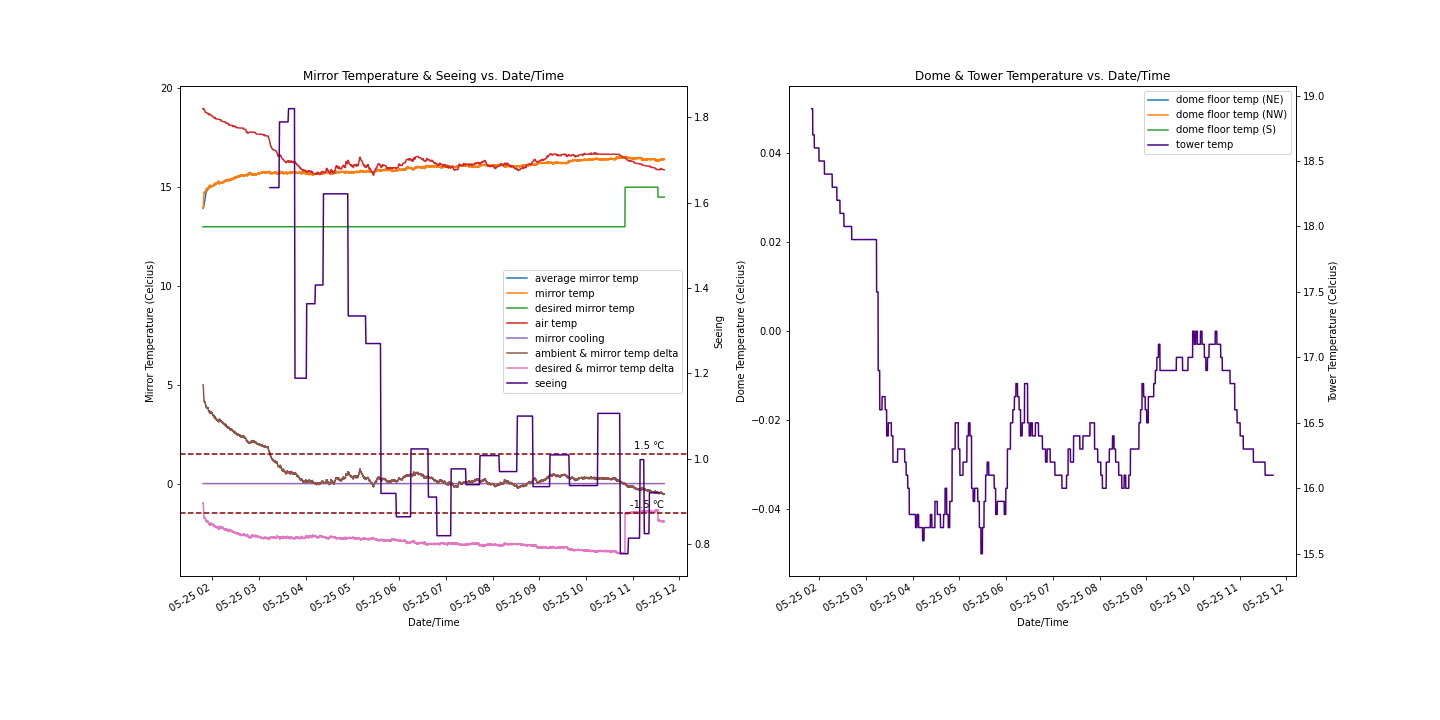 Mirror Temperature & Seeing vs. Date/Time
Mirror Temperature (Celcius)
20
15
10
5
0
1.8
1.6
1.4
1.2
1.0
0.8
Seeing
average mirror temp
mirror temp
desired mirror temp
air temp
mirror cooling
ambient & mirror temp delta
desired & mirror temp delta
seeing
1.5 °C
-1.5 °C
05-25 02
05-25 03
05-25 04
05-25 05
05-25 06
05-25 07
05-25 08
05-25 09
05-25 10
05-25 11
05-25 12
Date/Time
Dome & Tower Temperature vs. Date/Time
Dome Temperature (Celcius)
0.04
0.02
0.00
−0.02
−0.04
dome floor temp (NE)
dome floor temp (NW)
dome floor temp (S)
tower temp
19.0
18.5
18.0
17.5
17.0
16.5
16.0
15.5
Tower Temperature (Celcius)
05-25 02
05-25 03
05-25 04
05-25 05
05-25 06
05-25 07
05-25 08
05-25 09
05-25 10
05-25 11
05-25 12
Date/Time